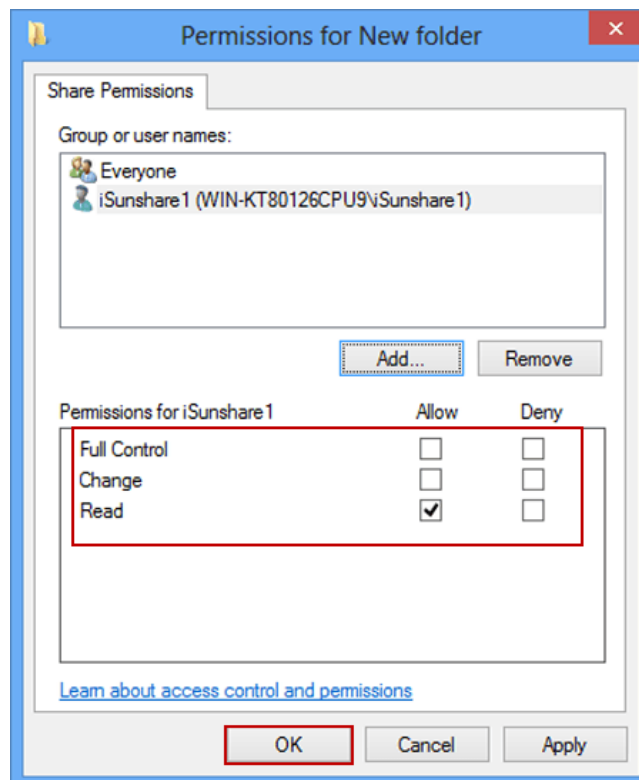 Permissions for New folder
Share Permissions
Group or user names:
Everyone
iSunshare1 (WIN-KT80126CPU9\iSunshare1)
Add... Remove
Permissions for iSunshare1 Allow Deny
Full Control
Change
Read
Learn about access control and permissions
OK Cancel Apply